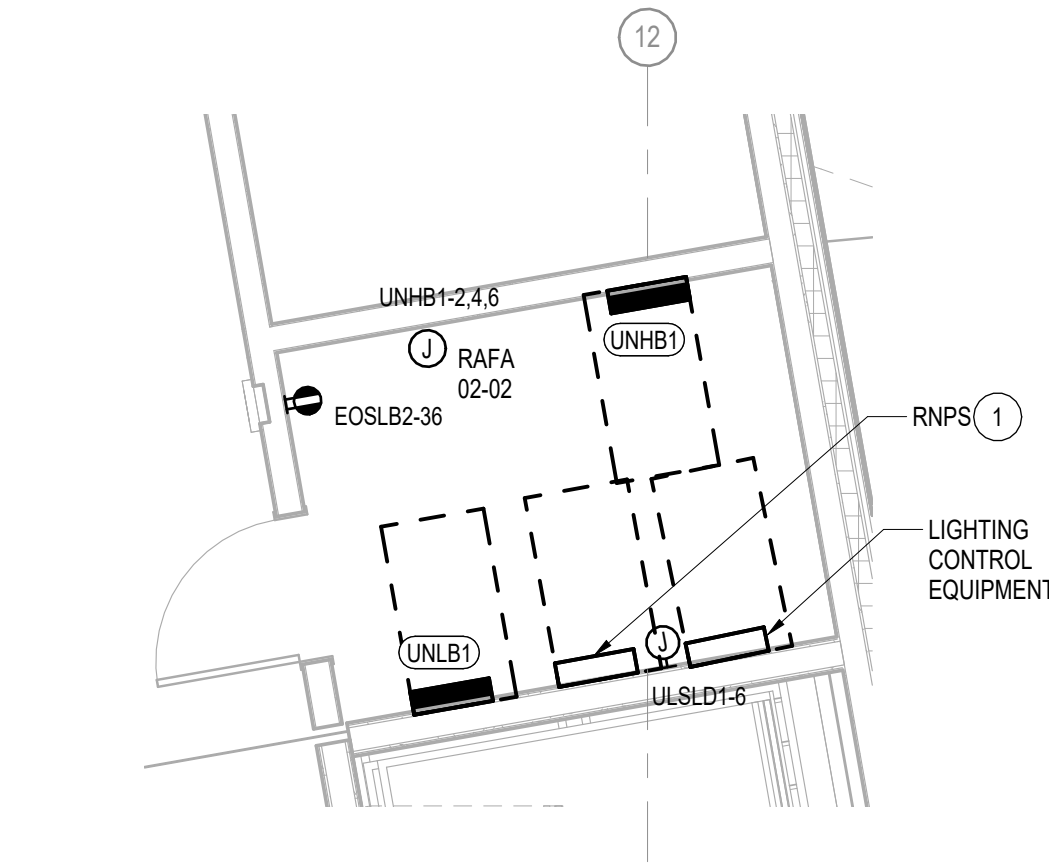 12
UNHB1-2,4,6
UNHB1
J
RAFA
02-02
EOSLB2-36
RNPS 1
LIGHTING
CONTROL
EQUIPMENT
UNLB1
J
ULSLD1-6